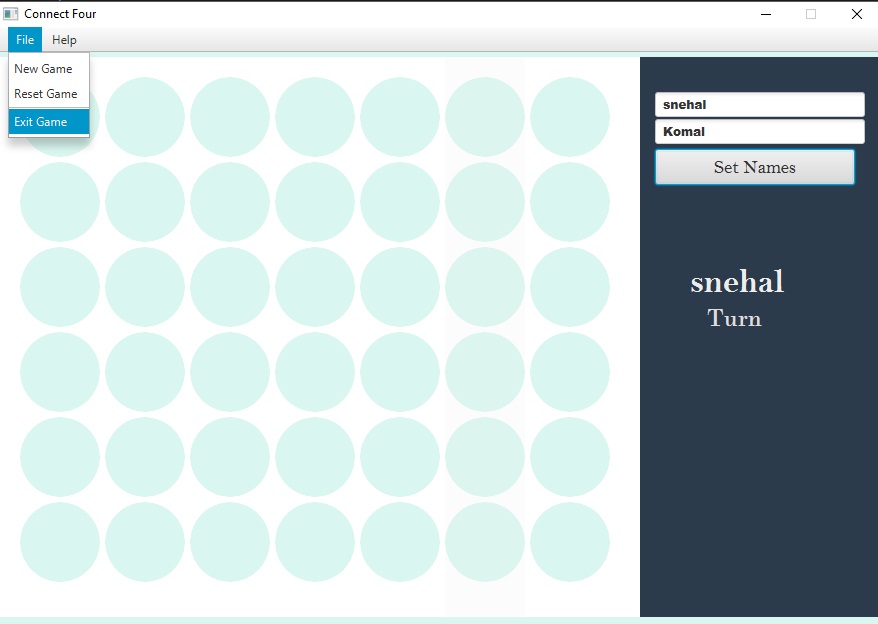 Connect Four
File Help
New Game
Reset Game
Exit Game
snehal
Komal
Set Names
snehal
Turn